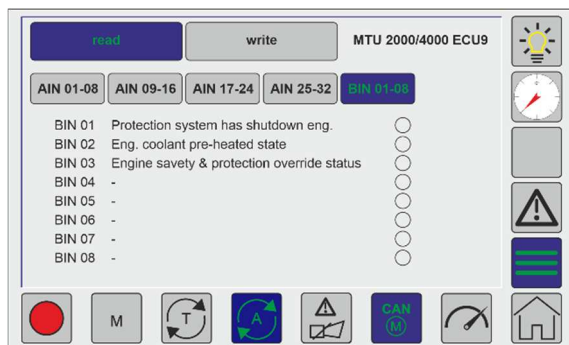 read write MTU 2000/4000 ECU9
AIN 01-08 AIN 09-16 AIN 17-24 AIN 25-32 BIN 01-08
BIN 01 Protection system has shutdown eng.
BIN 02 Eng. coolant pre-heated state
BIN 03 Engine savety & protection override status
BIN 04 -
BIN 05 -
BIN 06 -
BIN 07 -
BIN 08 -
M T A CAN
M